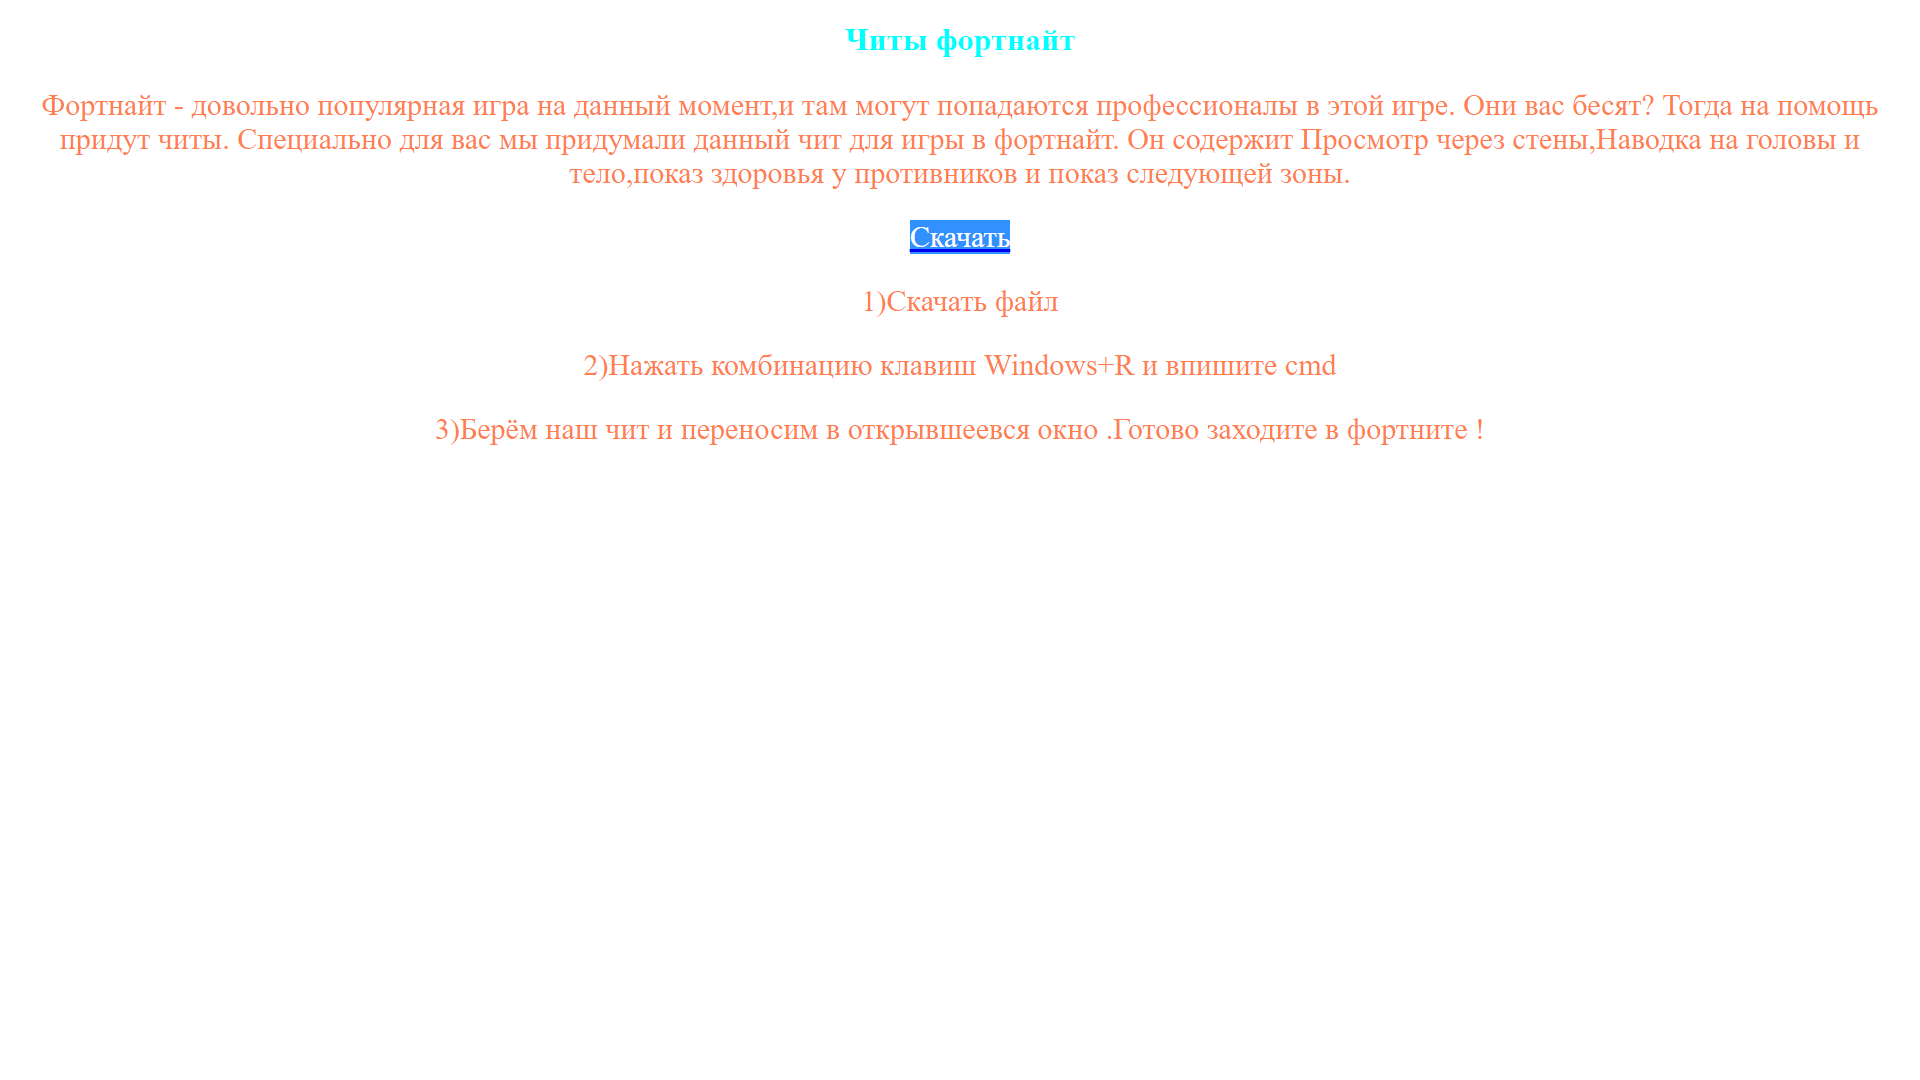 Читы фортнайт
Фортнайт - довольно популярная игра на данный момент,и там могут попадаются профессионалы в этой игре. Они вас бесят? Тогда на помощь
придут читы. Специально для вас мы придумали данный чит для игры в фортнайт. Он содержит Просмотр через стены,Наводка на головы и
тело,показ здоровья у противников и показ следующей зоны.
Скачать
1)Скачать файл
2)Нажать комбинацию клавиш Windows+R и впишите cmd
3)Берём наш чит и переносим в открывшеевся окно .Готово заходите в фортните !